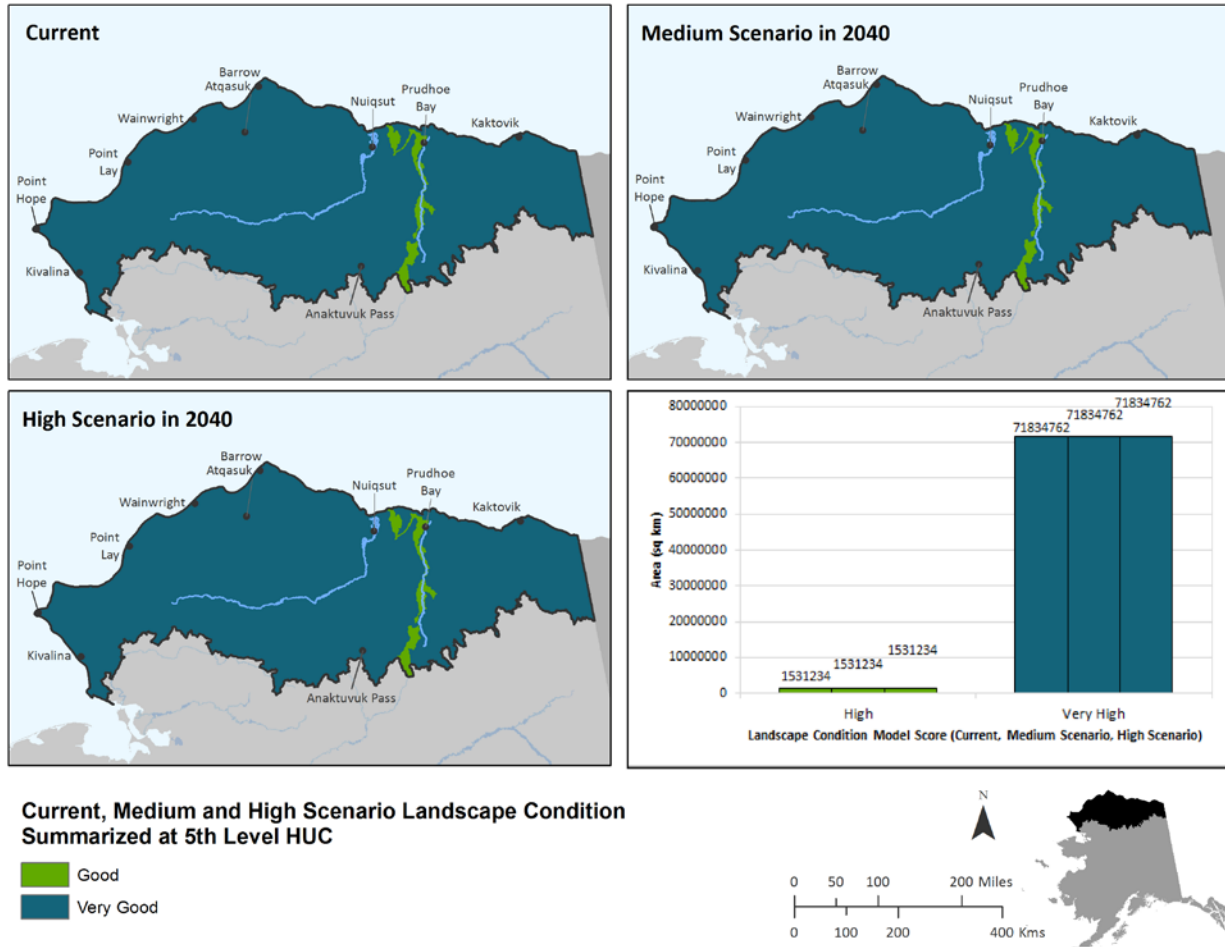 Current
Barrow
Atqasuk
Wainwright
Nuiqsut
Prudhoe
Bay
Kaktovik
Point
Lay
Point
Hope
Kivalina
Anaktuvuk Pass
Medium Scenario in 2040
Barrow
Atqasuk
Wainwright
Nuiqsut
Prudhoe
Bay
Kaktovik
Point
Lay
Point
Hope
Kivalina
Anaktuvuk Pass
High Scenario in 2040
Barrow
Atqasuk
Wainwright
Nuiqsut
Prudhoe
Bay
Kaktovik
Point
Lay
Point
Hope
Kivalina
Anaktuvuk Pass
Area (sq km)
80000000
70000000
60000000
50000000
40000000
30000000
20000000
10000000
0
1531234
1531234
1531234
71834762
71834762
71834762
High
Very High
Landscape Condition Model Score (Current, Medium Scenario, High Scenario)
Current, Medium and High Scenario Landscape Condition
Summarized at 5th Level HUC
Good
Very Good
N
0 50 100 200 Miles
0 100 200 400 Kms